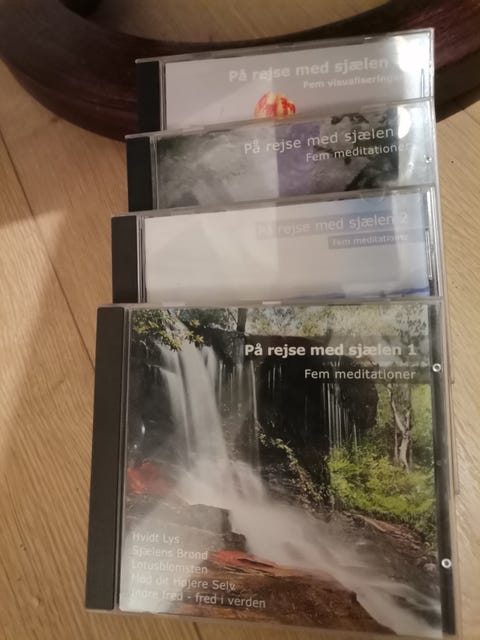 På rejse med sjælen
Fem visualiseringer
På rejse med sjælen
Fem meditationer
På rejse med sjælen 2
Fem meditationer
På rejse med sjælen 1
Fem meditationer
Hvidt Lys
Sjælens Brønd
Lotusblomsten
Mød dit Højere Selv
Indre fred - fred i verden